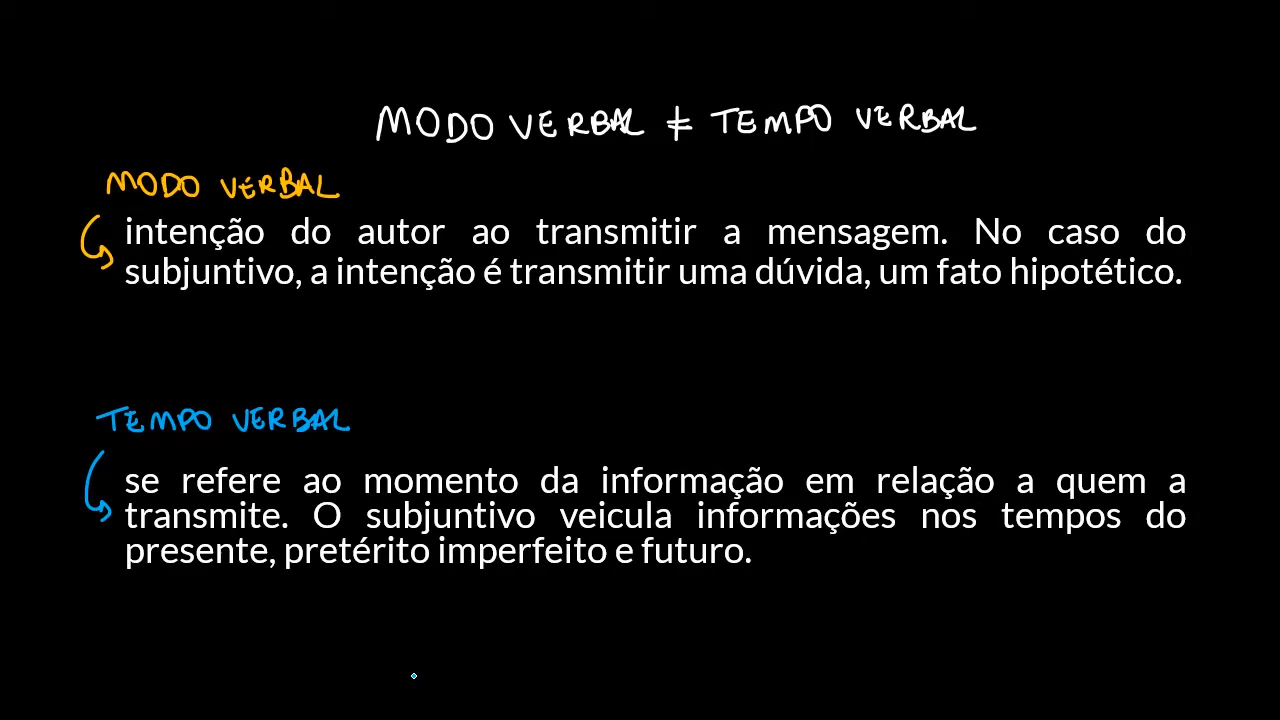 MODO VERBAL ≠ TEMPO VERBAL
MODO VERBAL
intenção do autor ao transmitir a mensagem. No caso do
subjuntivo, a intenção é transmitir uma dúvida, um fato hipotético.
TEMPO VERBAL
se refere ao momento da informação em relação a quem a
transmite. O subjuntivo veicula informações nos tempos do
presente, pretérito imperfeito e futuro.